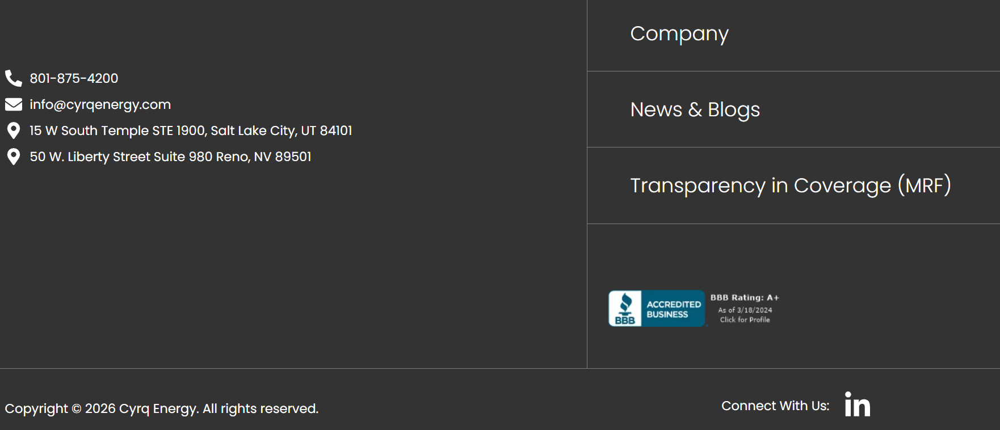 801-875-4200
info@cyrqenergy.com
15 W South Temple STE 1900, Salt Lake City, UT 84101
50 W. Liberty Street Suite 980 Reno, NV 89501
Company
News & Blogs
Transparency in Coverage (MRF)
BBB
ACCREDITED
BUSINESS
BBB Rating: A+
As of 3/18/2024
Click for Profile
Copyright © 2026 Cyrq Energy. All rights reserved.
Connect With Us:
in